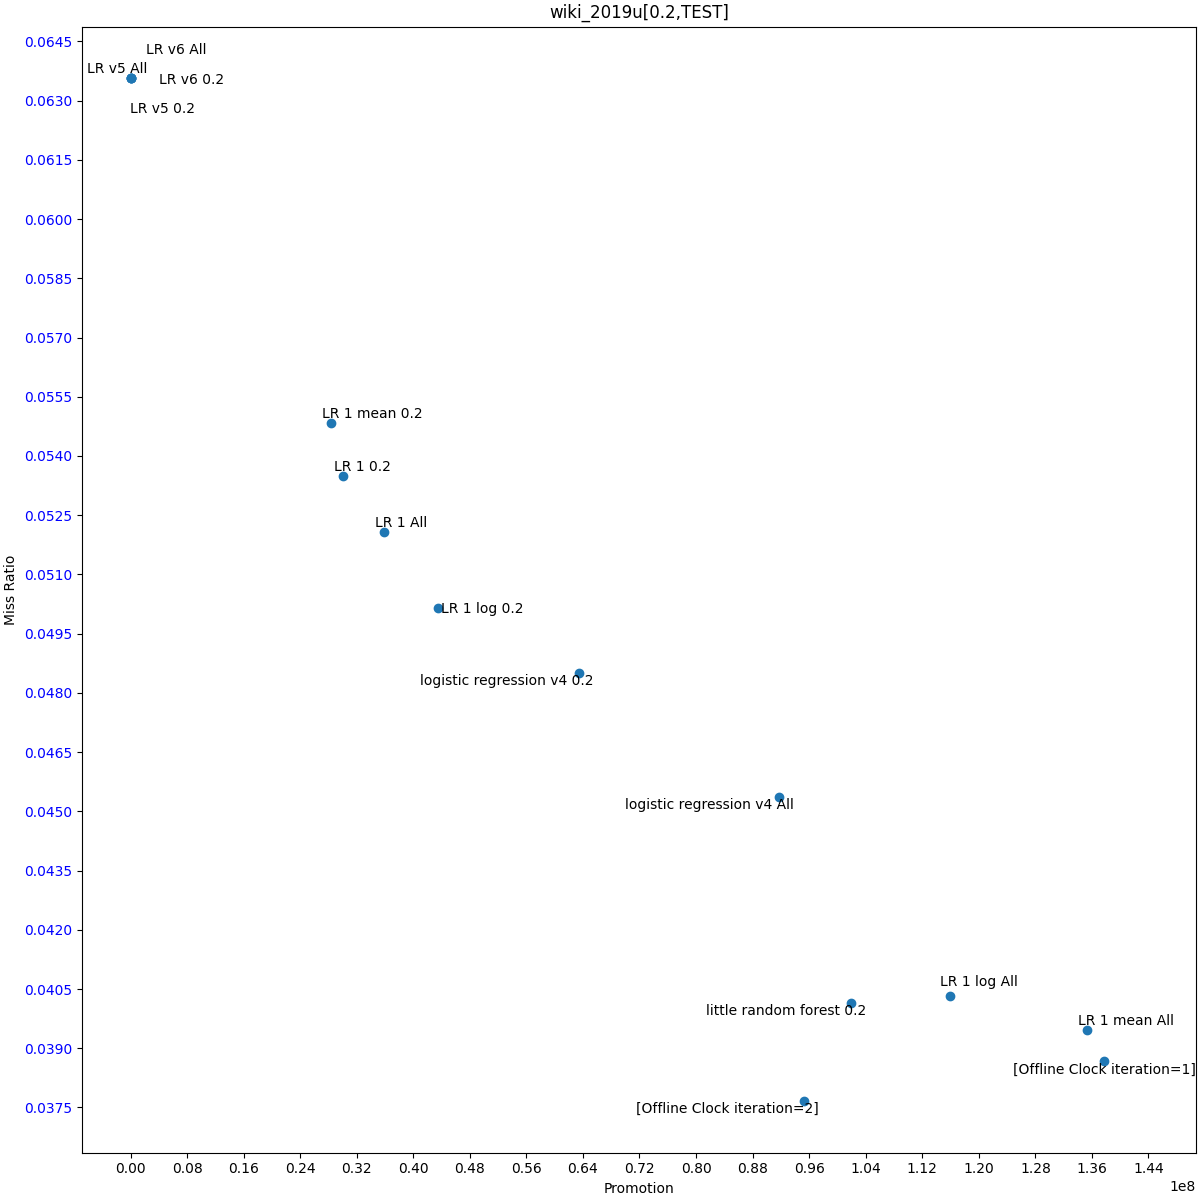 wiki_2019u[0.2,TEST]
0.0645
0.0630
0.0615
0.0600
0.0585
0.0570
0.0555
0.0540
0.0525
0.0510
0.0495
0.0480
0.0465
0.0450
0.0435
0.0420
0.0405
0.0390
0.0375
Miss Ratio
LR v6 All
LR v5 All
LR v6 0.2
LR v5 0.2
LR 1 mean 0.2
LR 1 0.2
LR 1 All
LR 1 log 0.2
logistic regression v4 0.2
logistic regression v4 All
LR 1 log All
little random forest 0.2
LR 1 mean All
[Offline Clock iteration=1]
[Offline Clock iteration=2]
0.00 0.08 0.16 0.24 0.32 0.40 0.48 0.56 0.64 0.72 0.80 0.88 0.96 1.04 1.12 1.20 1.28 1.36 1.44
Promotion
1e8